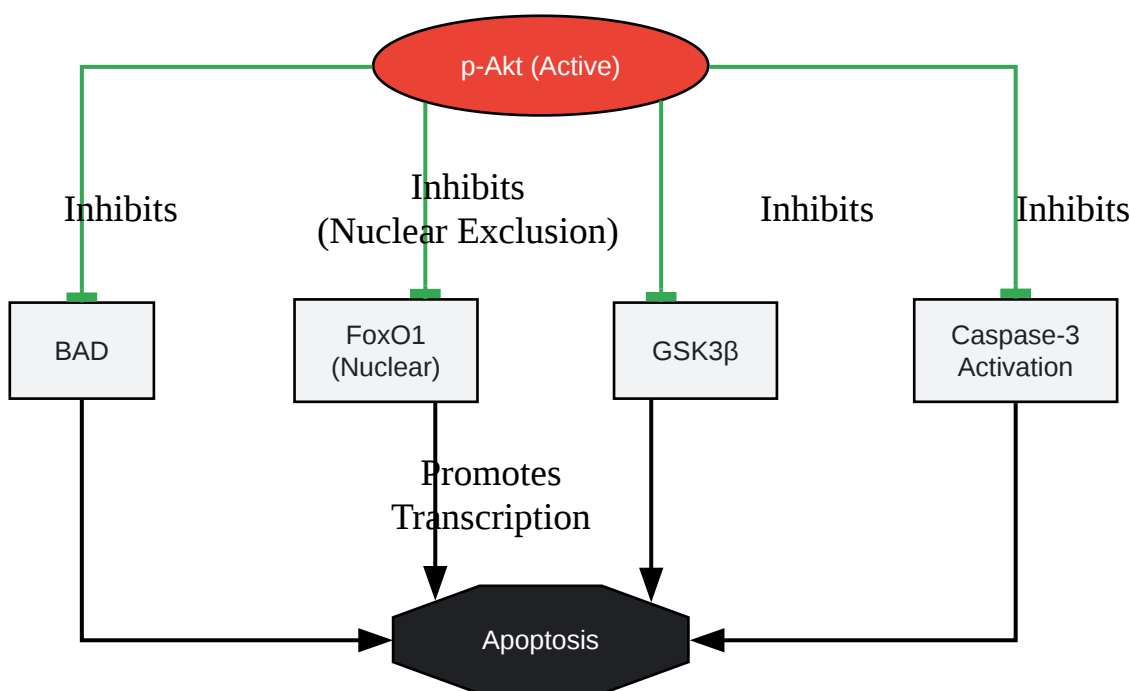 p-Akt (Active)
Inhibits
Inhibits
(Nuclear Exclusion)
Inhibits
Inhibits
BAD
FoxO1
(Nuclear)
GSK3β
Caspase-3
Activation
Promotes
Transcription
Apoptosis